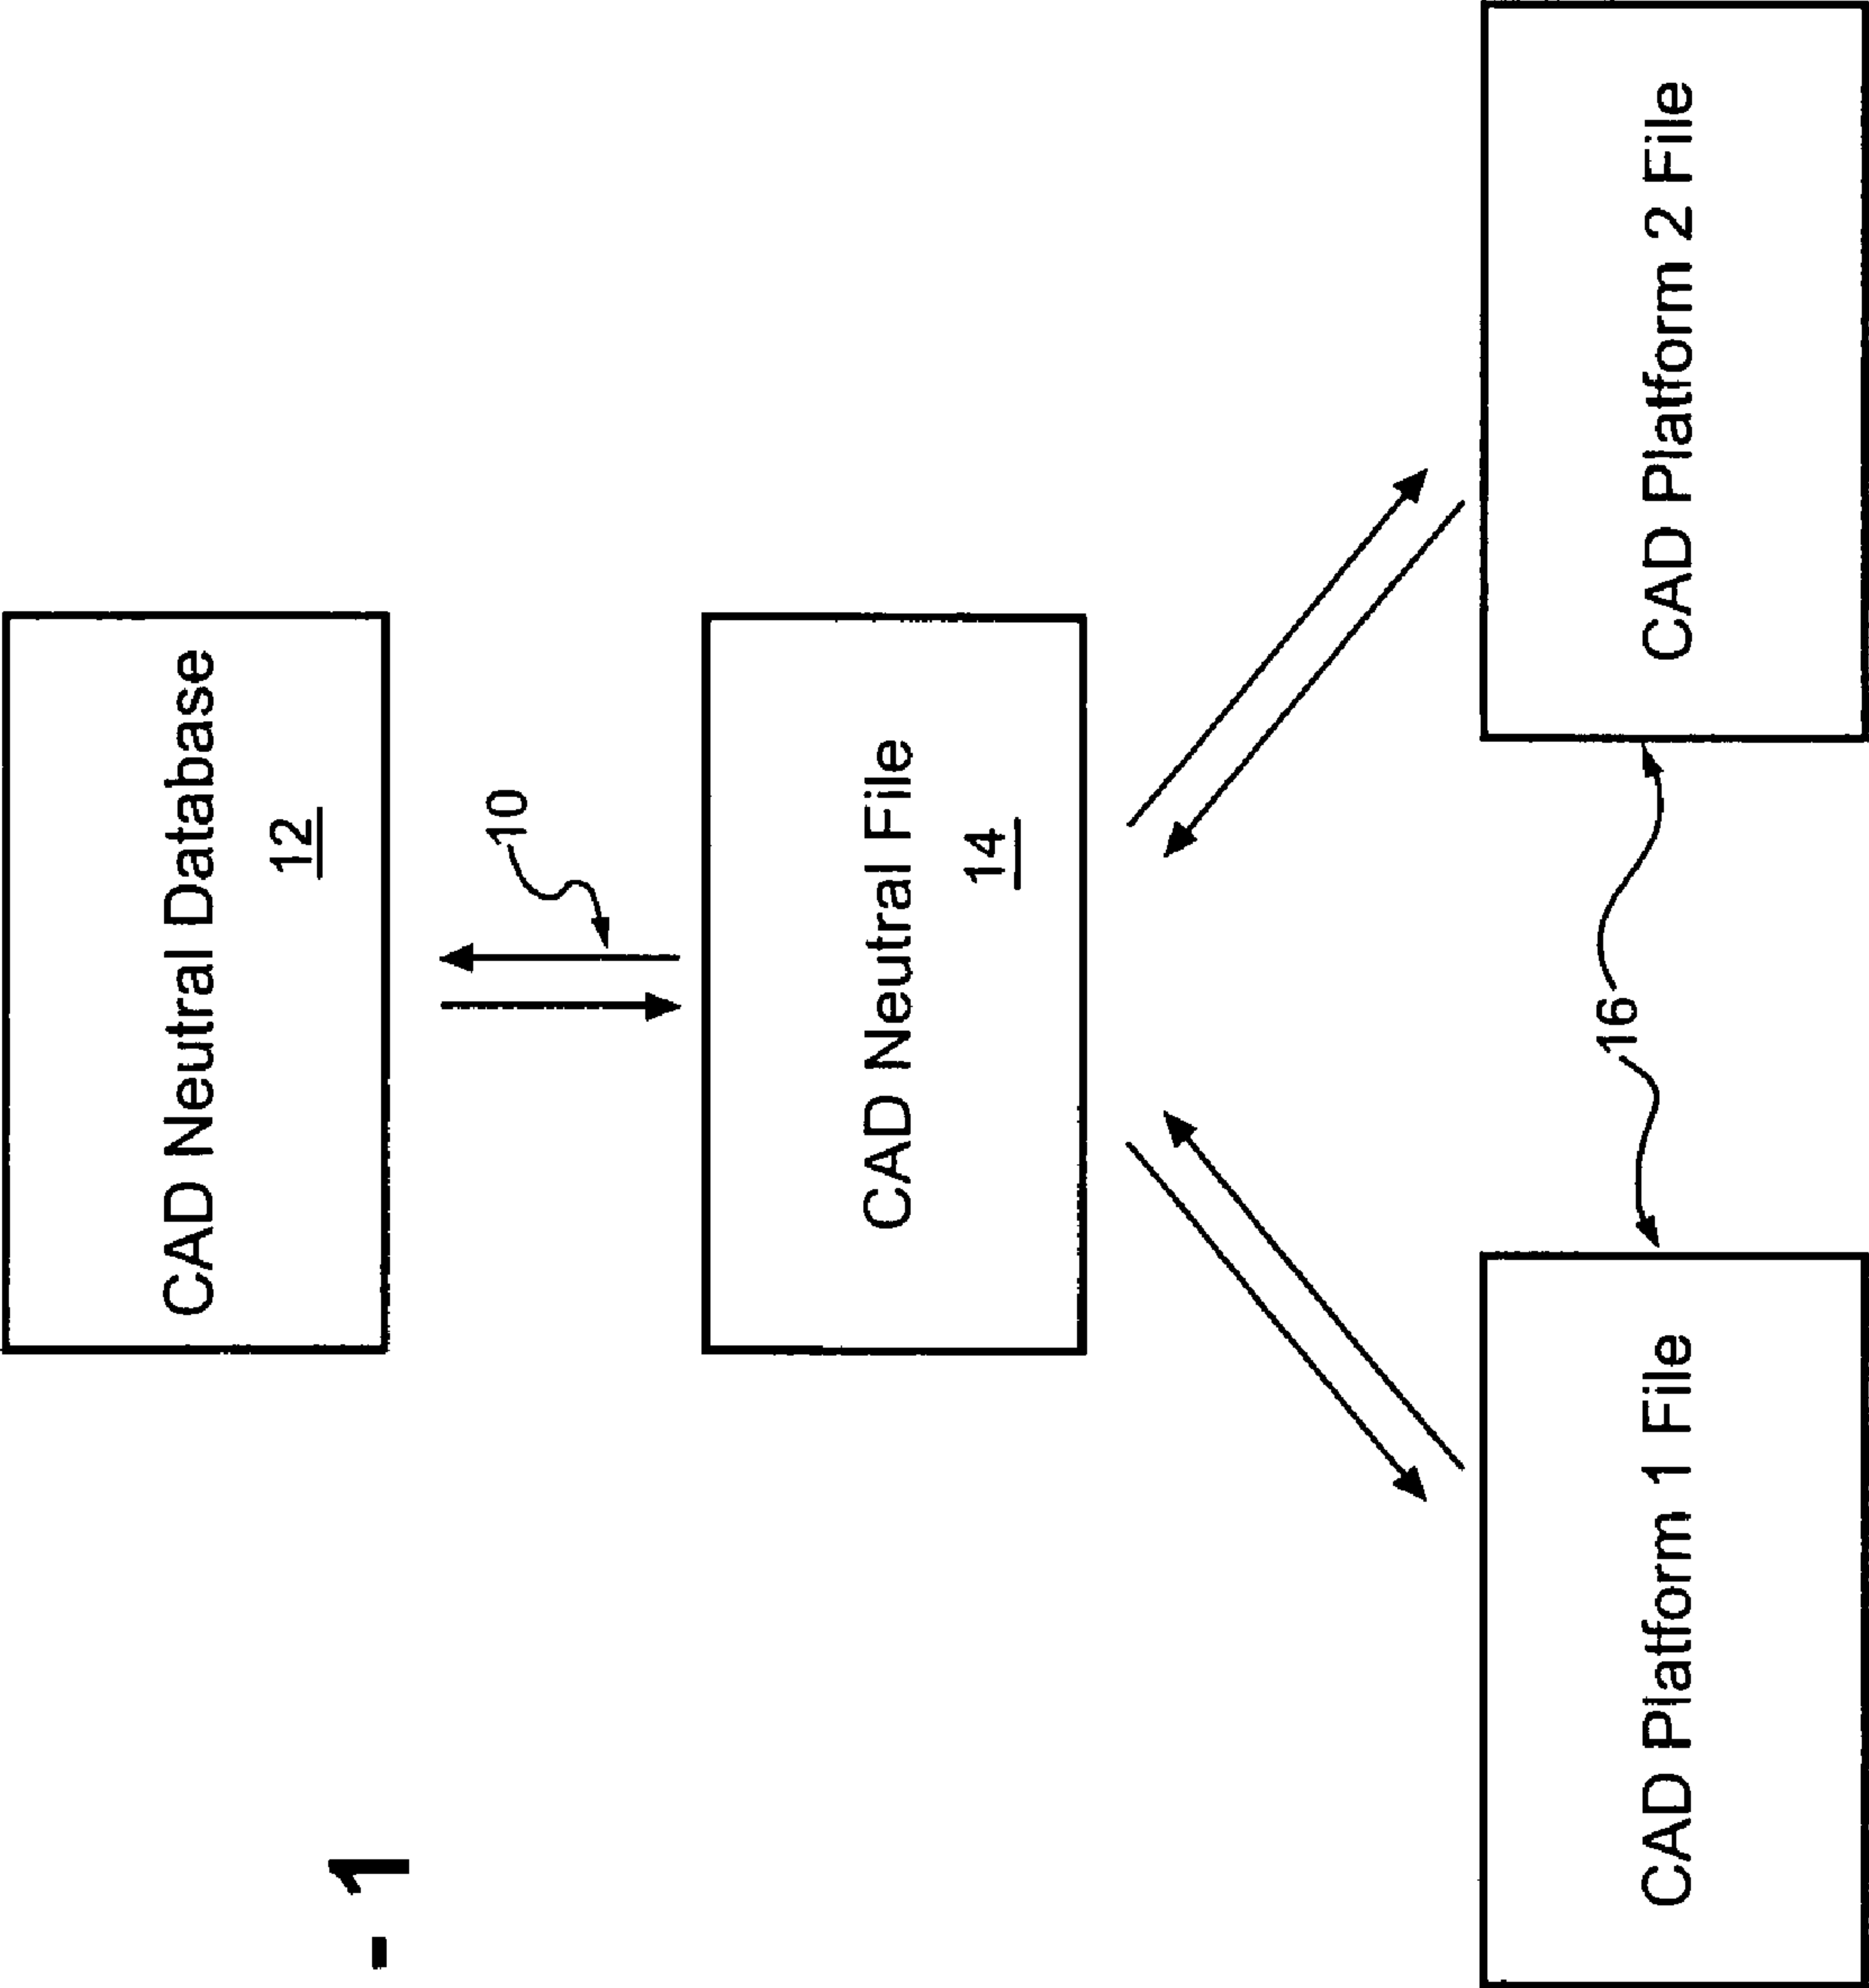 CAD Neutral Database
12
10
CAD Neutral File
14
16
CAD Platform 1 File
CAD Platform 2 File
- 1